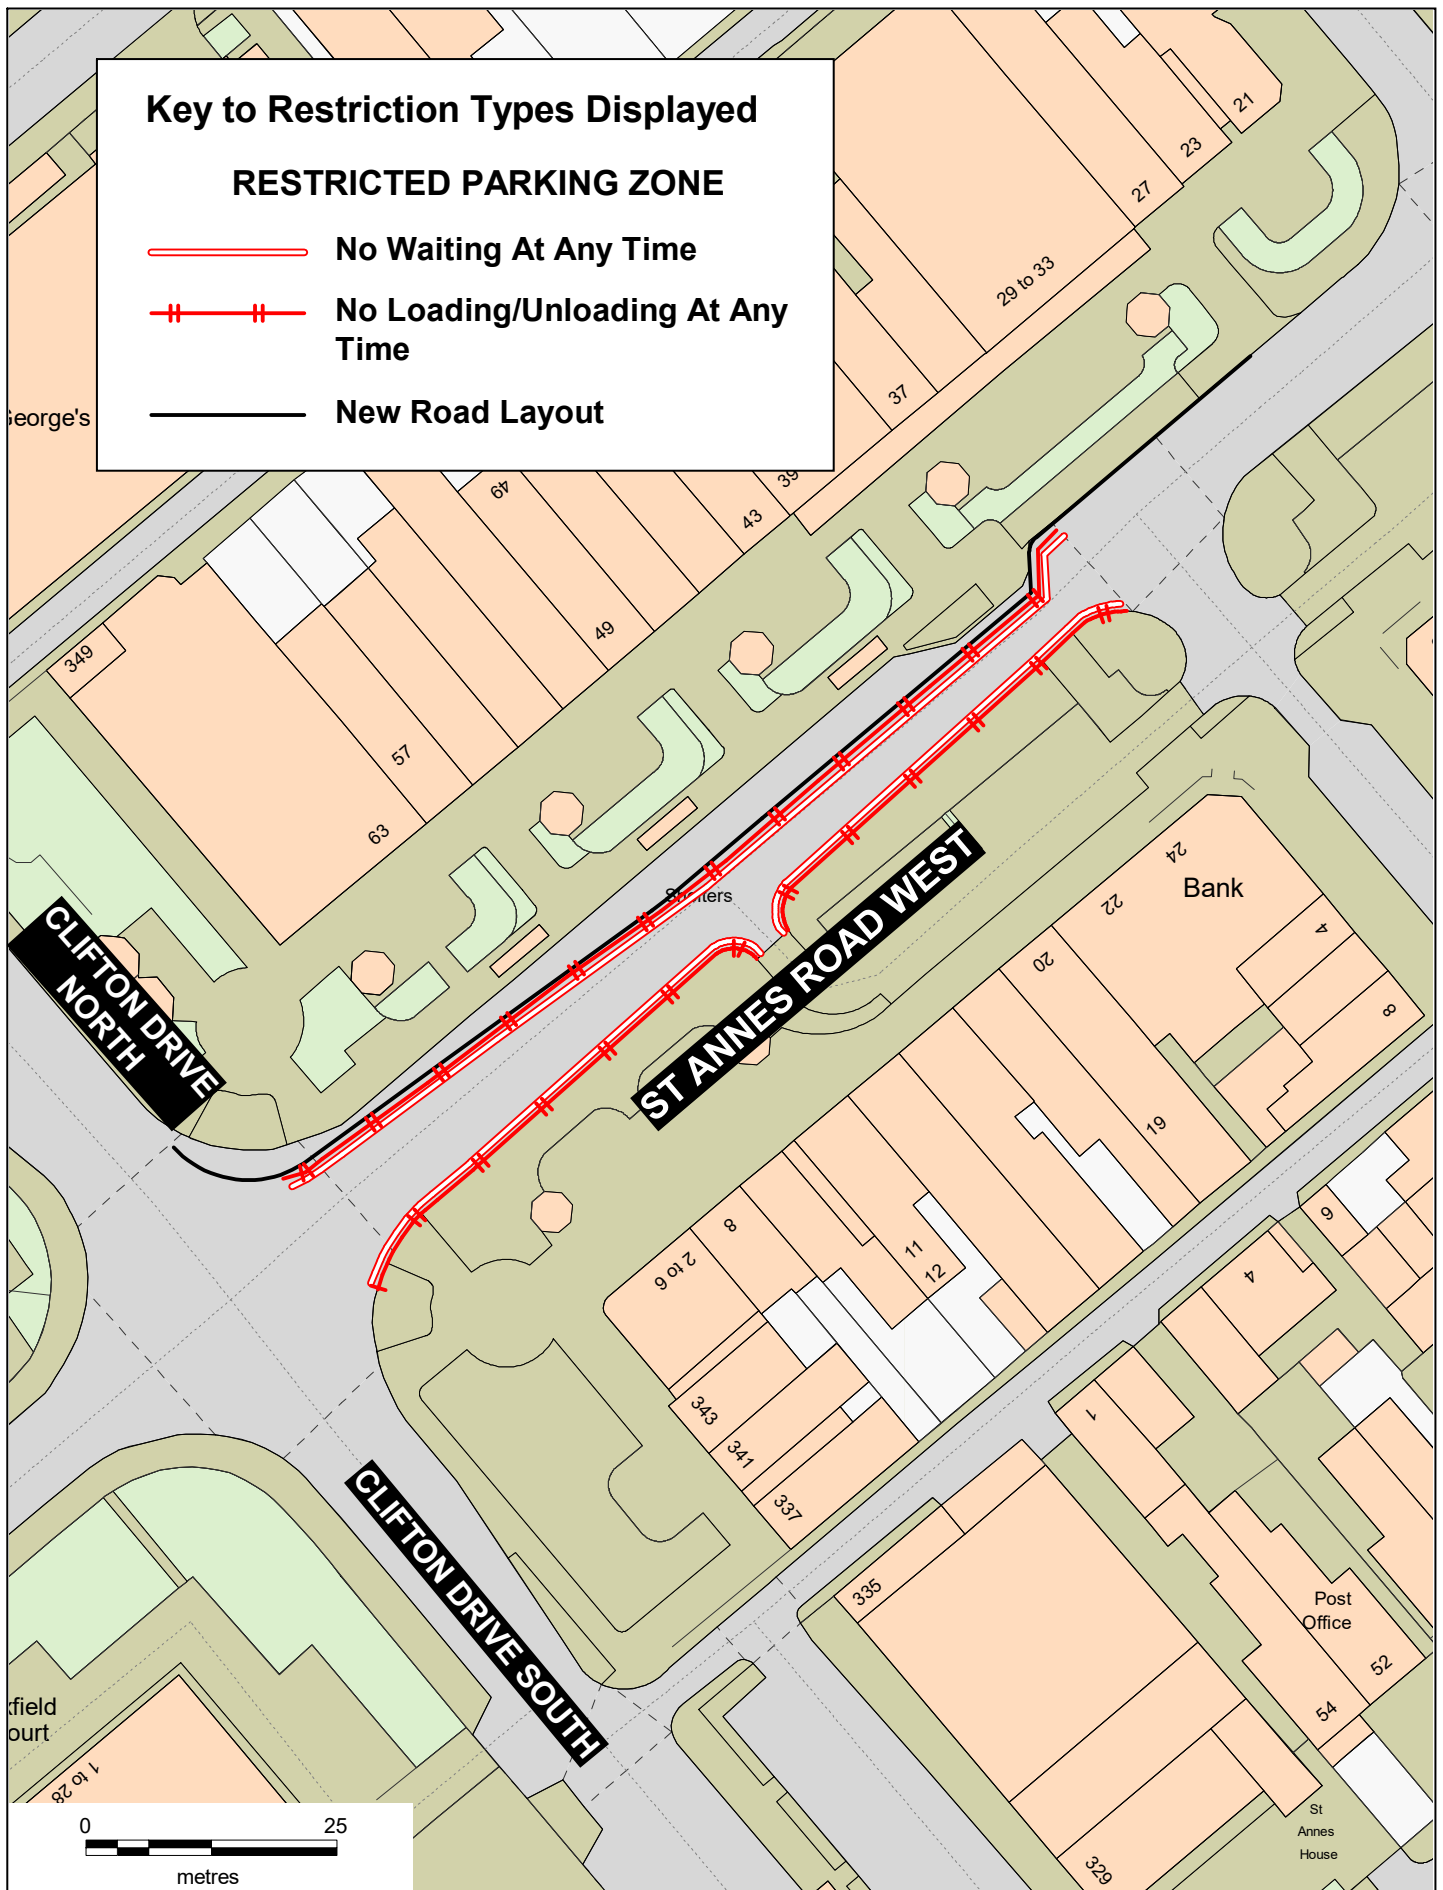 Key to Restriction Types Displayed
RESTRICTED PARKING ZONE
No Waiting At Any Time
No Loading/Unloading At Any
Time
New Road Layout
21
23
27
29 to 33
37
39
43
49
49
57
63
349
George's
Shelters
CLIFTON DRIVE
NORTH
ST ANNES ROAD WEST
24
22
20
Bank
4
8
19
11
12
8
2 to 6
343
341
337
6
4
1
335
CLIFTON DRIVE SOUTH
Post
Office
52
54
St
Annes
House
329
xfield
ourt
1 to 28
0
25
metres